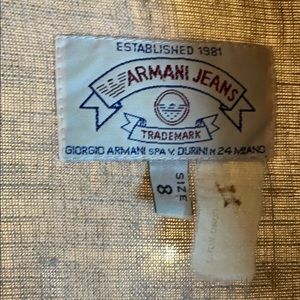 ESTABLISHED 1981
ARMANI JEANS
TRADEMARK
GIORGIO ARMANI SPA V. DURINI N 24 MILANO
SIZE
8